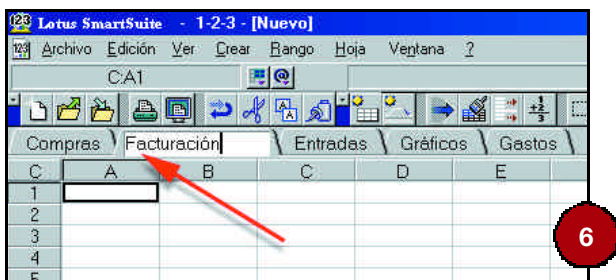 Lotus SmartSuite - 1-2-3 - [Nuevo]
Archivo Edición Ver Crear Rango Hoja Ventana ?
C:A1
Compras Facturación Entradas Gráficos Gastos
C A B C D E
1
2
3
4
5
6